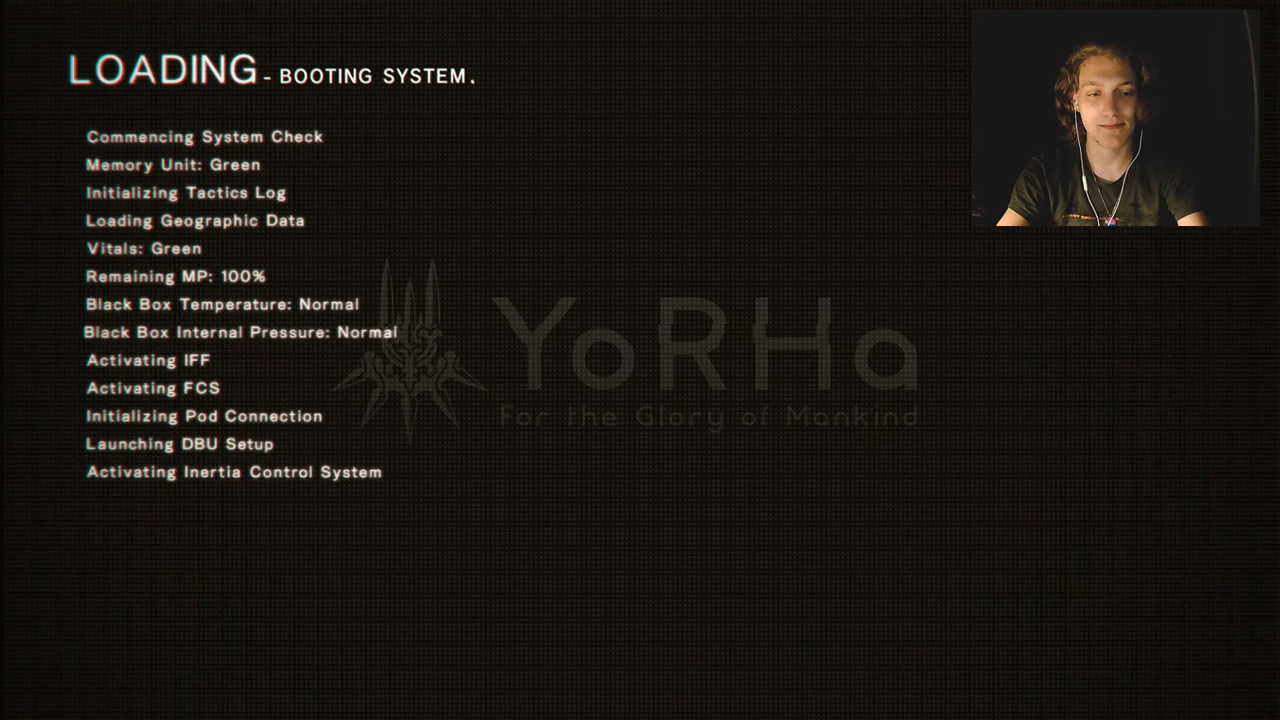 LOADING - BOOTING SYSTEM.
Commencing System Check
Memory Unit: Green
Initializing Tactics Log
Loading Geographic Data
Vitals: Green
Remaining MP: 100%
Black Box Temperature: Normal
Black Box Internal Pressure: Normal
Activating IFF
Activating FCS
Initializing Pod Connection
Launching DBU Setup
Activating Inertia Control System
YoRHa
For the Glory of Mankind